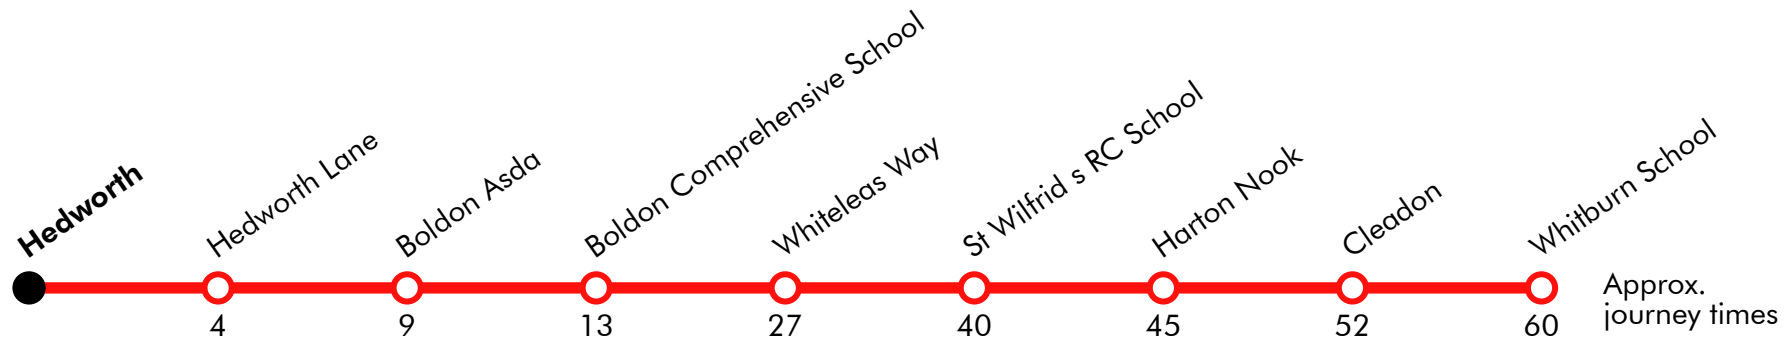 Hedworth
Hedworth Lane
Boldon Asda
Boldon Comprehensive School
Whiteleas Way
St Wilfrid s RC School
Harton Nook
Cleadon
Whitburn School
4
9
13
27
40
45
52
60
Approx.
journey times